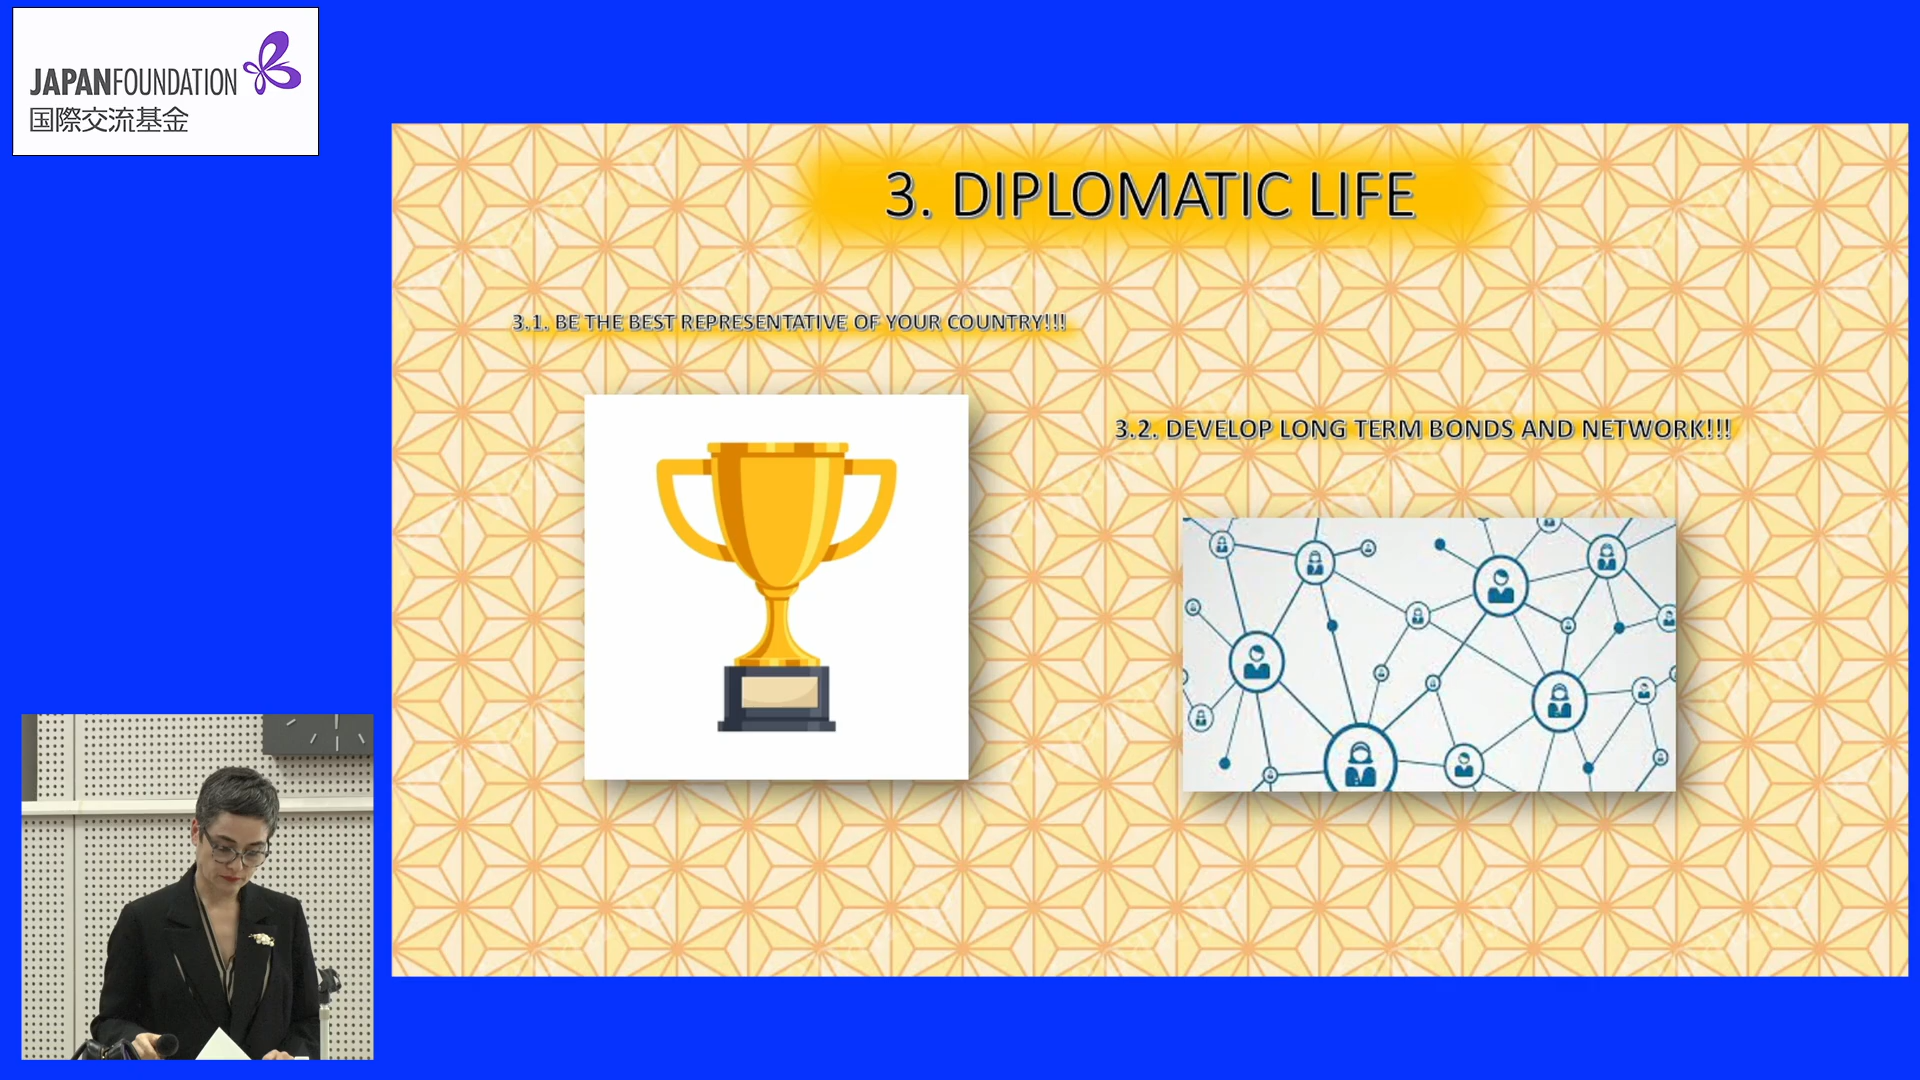 JAPANFOUNDATION
国際交流基金
3. DIPLOMATIC LIFE
3.1. BE THE BEST REPRESENTATIVE OF YOUR COUNTRY!!!
3.2. DEVELOP LONG TERM BONDS AND NETWORK!!!